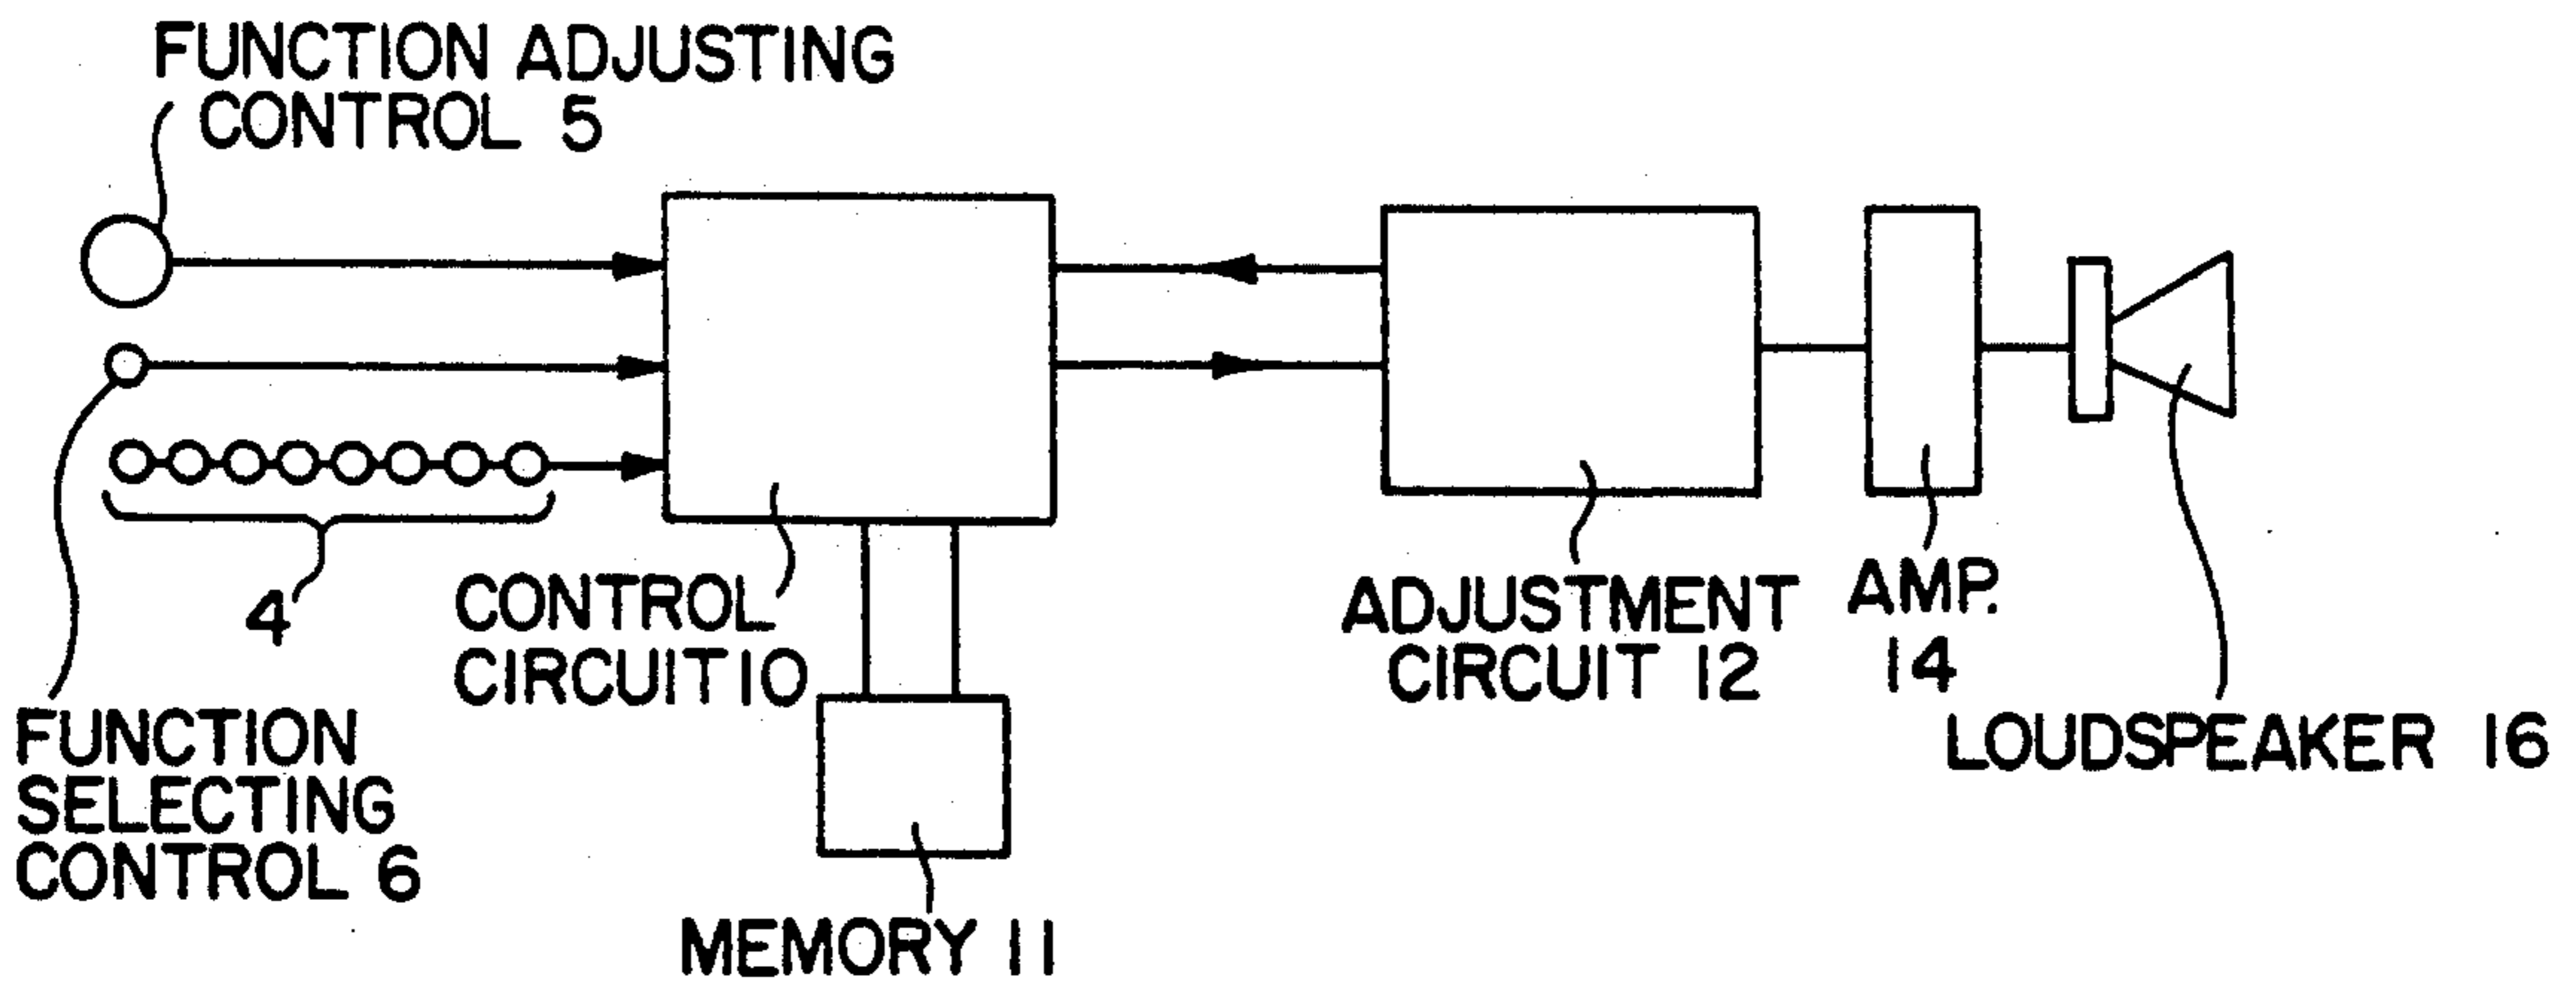 FUNCTION ADJUSTING
CONTROL 5
4
CONTROL
CIRCUIT 10
ADJUSTMENT
CIRCUIT 12
AMP.
14
LOUDSPEAKER 16
FUNCTION
SELECTING
CONTROL 6
MEMORY 11